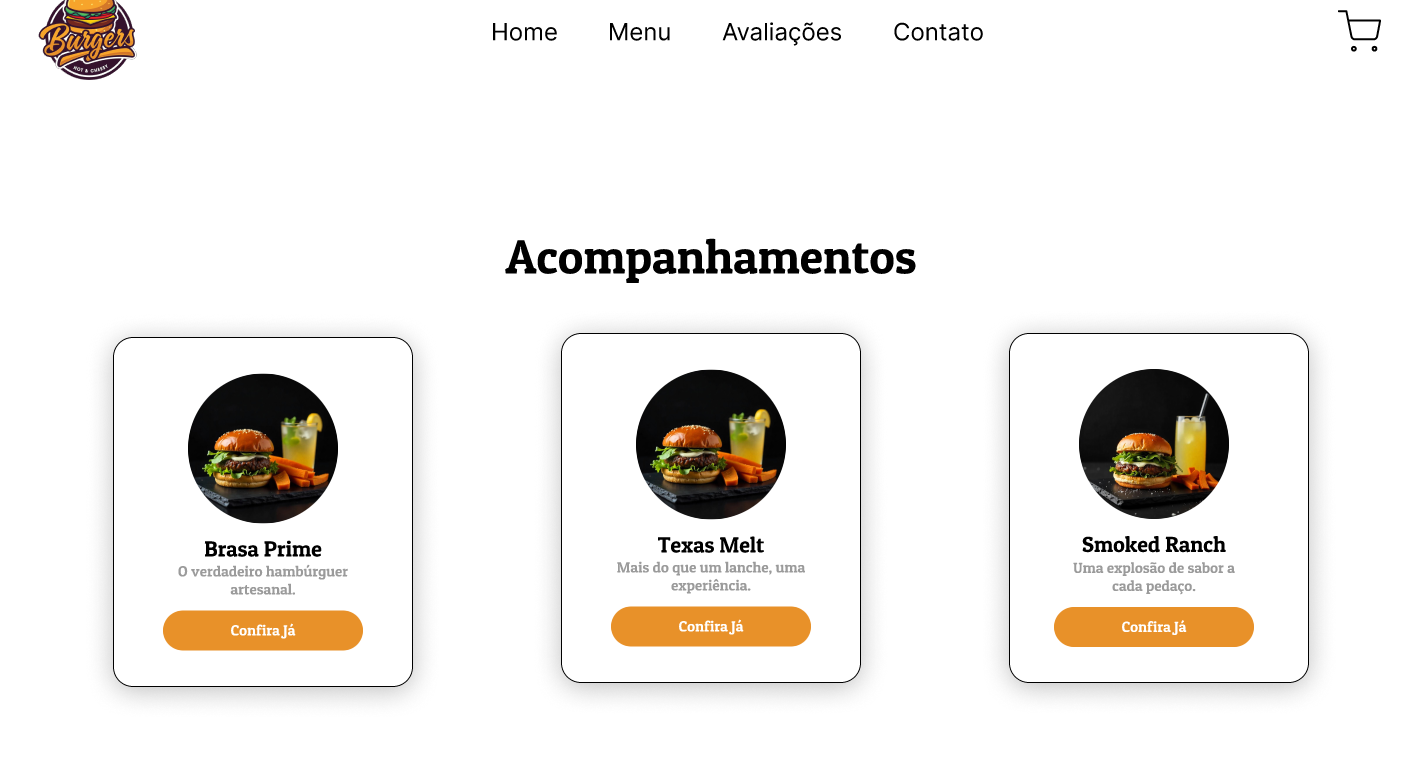 Burgers
HOT & CHEESY
Home Menu Avaliações Contato
Acompanhamentos
Brasa Prime
O verdadeiro hambúrguer
artesanal.
Confira Já
Texas Melt
Mais do que um lanche, uma
experiência.
Confira Já
Smoked Ranch
Uma explosão de sabor a
cada pedaço.
Confira Já